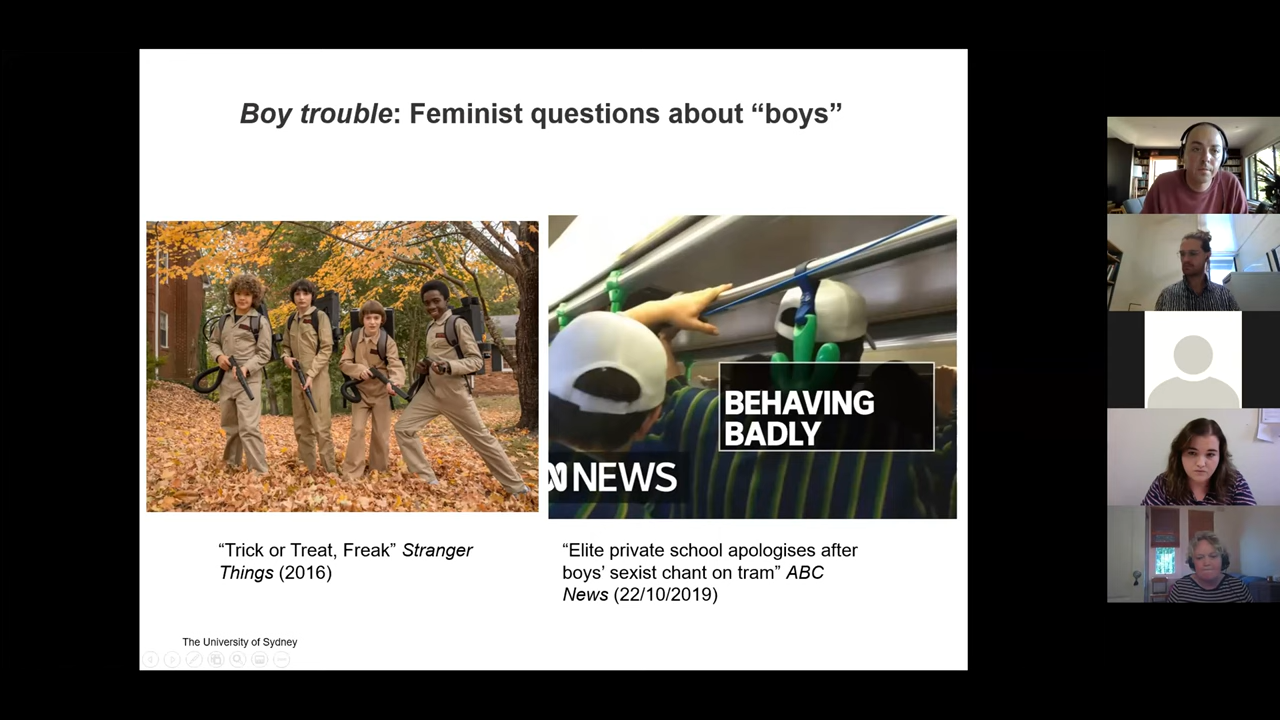 Boy trouble: Feminist questions about “boys”
BEHAVING
BADLY
NEWS
“Trick or Treat, Freak” Stranger
Things (2016)
“Elite private school apologises after
boys’ sexist chant on tram” ABC
News (22/10/2019)
The University of Sydney